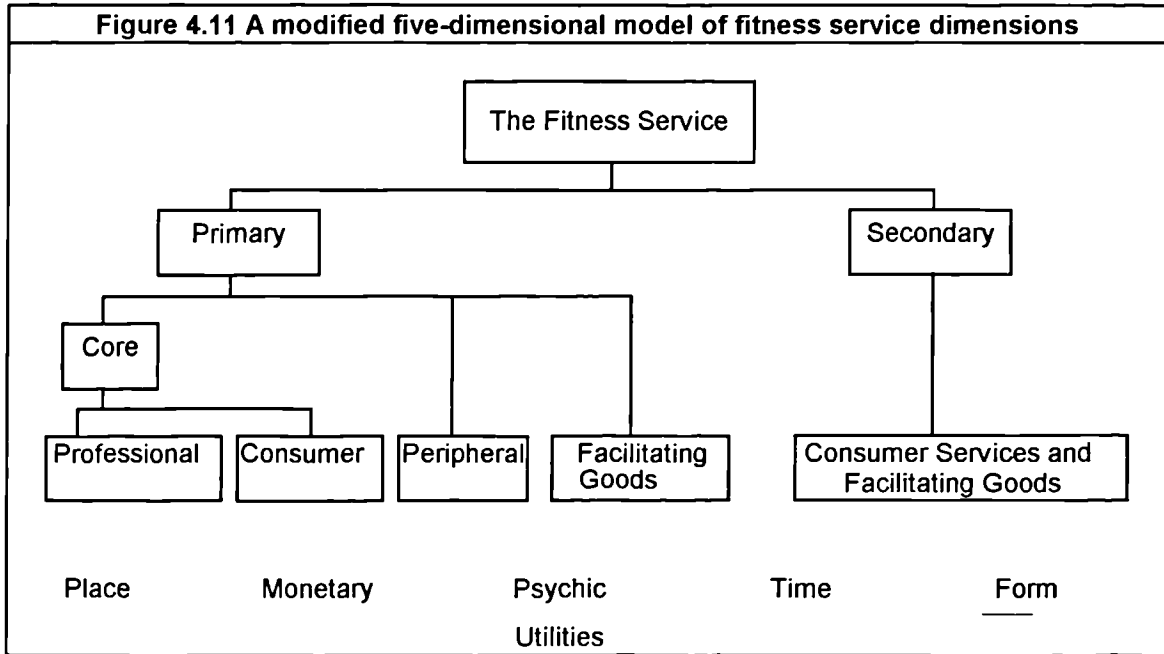 Figure 4.11 A modified five-dimensional model of fitness service dimensions
The Fitness Service
Primary
Secondary
Core
Professional
Consumer
Peripheral
Facilitating
Goods
Consumer Services and
Facilitating Goods
Place
Monetary
Psychic
Time
Form
Utilities